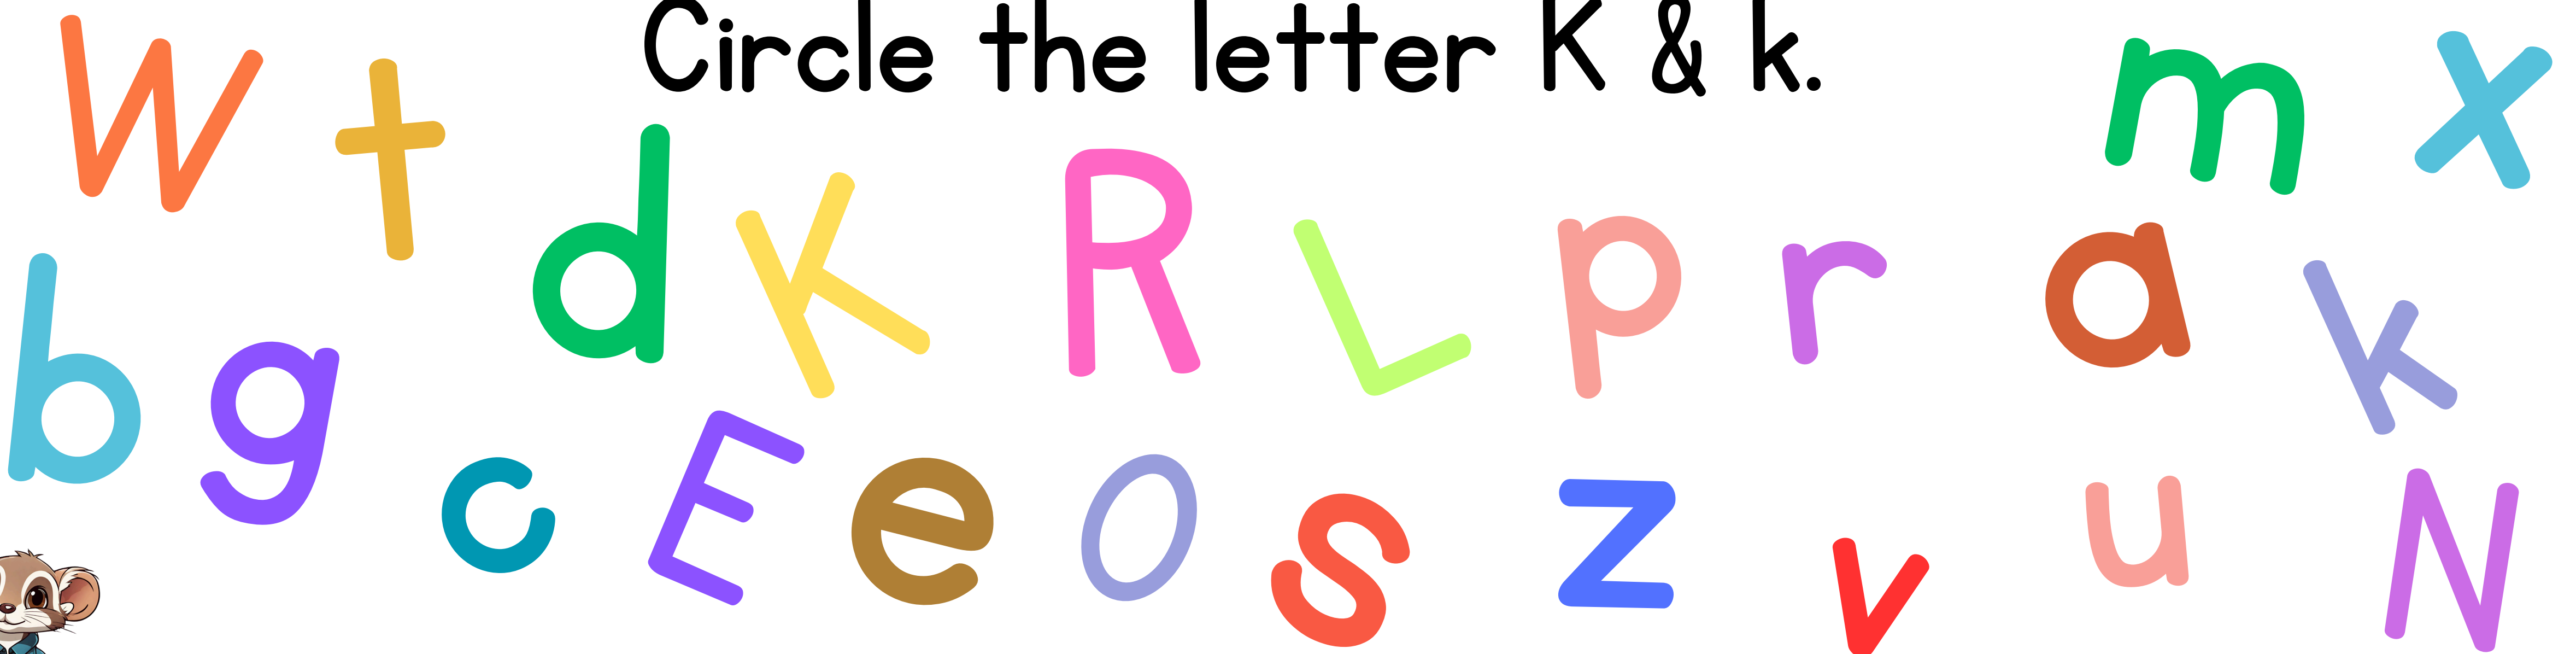 Circle the letter K & k.
W t m x
d K R L p r a k
b g
c E e O s z v u N